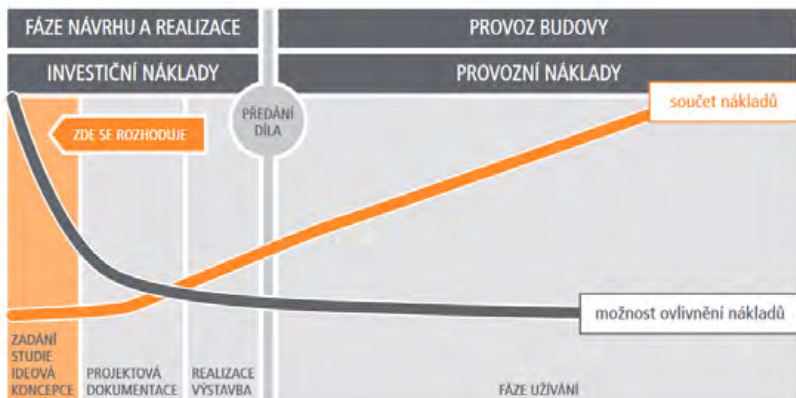 FÁZE NÁVRHU A REALIZACE
PROVOZ BUDOVY
INVESTIČNÍ NÁKLADY
PROVOZNÍ NÁKLADY
součet nákladů
ZDE SE ROZHODUJE
PŘEDÁNÍ
DÍLA
možnost ovlivnění nákladů
ZADÁNÍ
STUDIE
IDEOVÁ
KONCEPCE
PROJEKTOVÁ
DOKUMENTACE
REALIZACE
VÝSTAVBA
FÁZE UŽÍVÁNÍ